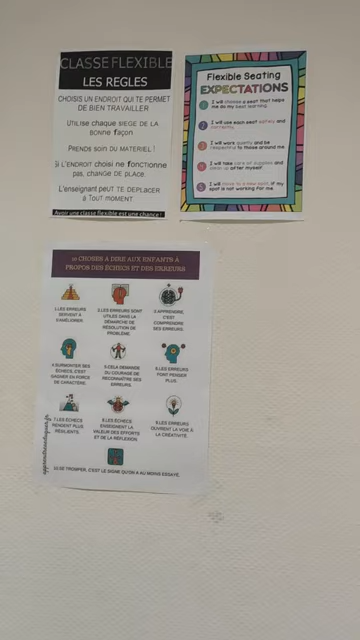 CLASSE FLEXIBLE
LES REGLES
CHOISIS UN ENDROIT QUI TE PERMET
DE BIEN TRAVAILLER
UTILISE chaque SIEGE DE LA
BONNE façon
PRENDS soin DU MATERIEL !
Si L'ENDROIT choisi ne fonctionne
pas, CHANGE DE PLACE.
L'enseignant peut TE DEPLACER
à Tout MOMENT
Avoir une classe flexible est une chance !
Flexible Seating
EXPECTATIONS
1 I will choose a seat that helps
me do my best learning.
2 I will use each seat safely and
correctly.
3 I will work quietly and be
respectful to those around me.
4 I will take care of supplies and
clean up after myself.
5 I will move to a new spot if my
spot is not working for me.
10 CHOSES À DIRE AUX ENFANTS À
PROPOS DES ÉCHECS ET DES ERREURS
1.LES ERREURS
SERVENT À
S'AMÉLIORER.
2.LES ERREURS SONT
UTILES DANS LA
DÉMARCHE DE
RÉSOLUTION DE
PROBLÈME.
3.APPRENDRE,
C'EST
COMPRENDRE
SES ERREURS.
4.SURMONTER SES
ÉCHECS, C'EST
GAGNER EN FORCE
DE CARACTÈRE.
5.CELA DEMANDE
DU COURAGE DE
RECONNAÎTRE SES
ERREURS.
6.LES ERREURS
FONT PENSER
PLUS.
7.LES ÉCHECS
RENDENT PLUS
RÉSILIENTS.
8.LES ÉCHECS
ENSEIGNENT LA
VALEUR DES EFFORTS
ET DE LA RÉFLEXION.
9.LES ERREURS
OUVRENT LA VOIE À
LA CRÉATIVITÉ.
10.SE TROMPER, C'EST LE SIGNE QU'ON A AU MOINS ESSAYÉ.
apprendreaeduquer.fr